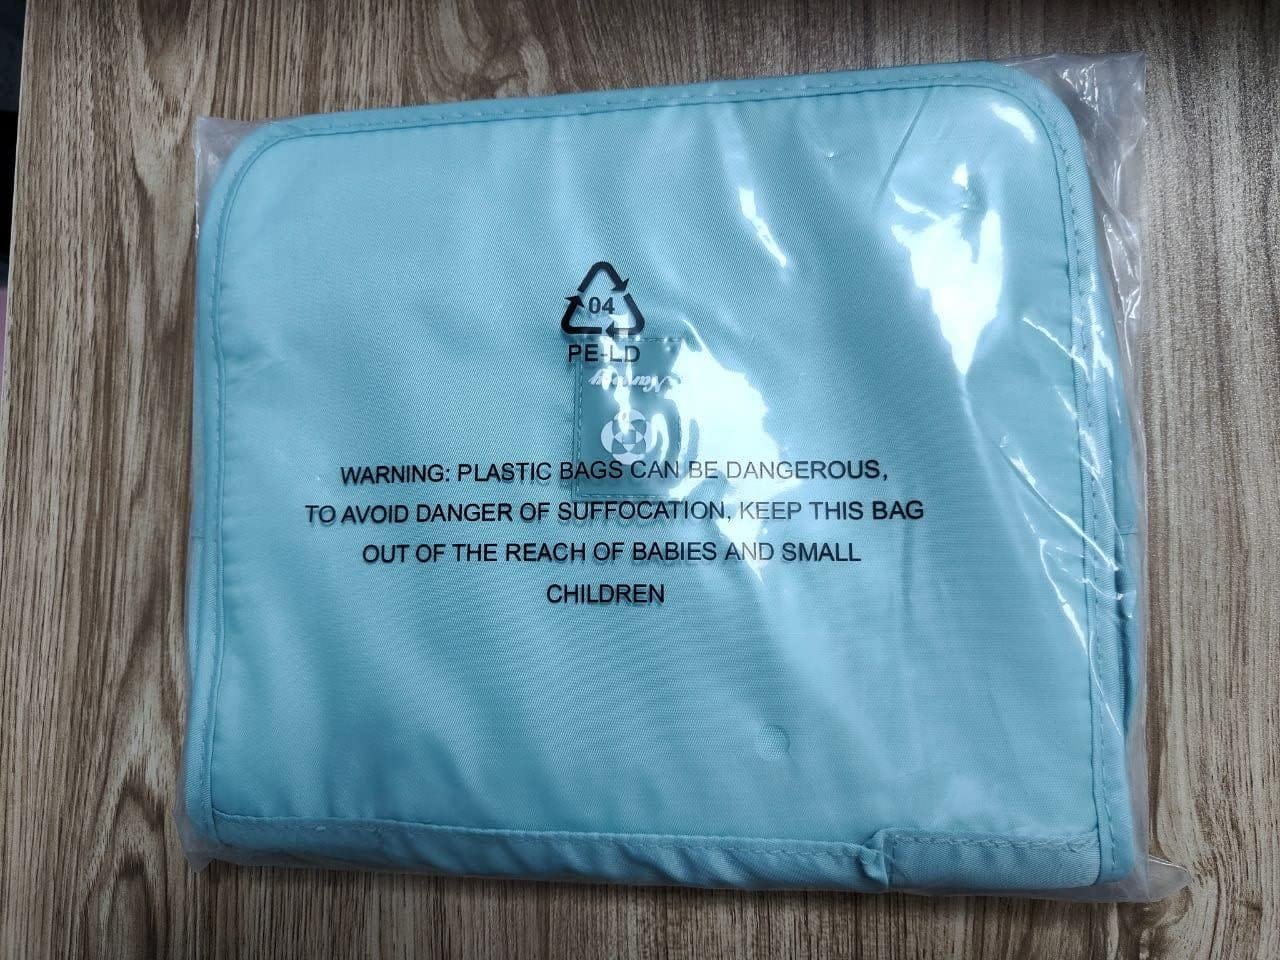 04
PE-LD
WARNING: PLASTIC BAGS CAN BE DANGEROUS,
TO AVOID DANGER OF SUFFOCATION, KEEP THIS BAG
OUT OF THE REACH OF BABIES AND SMALL
CHILDREN